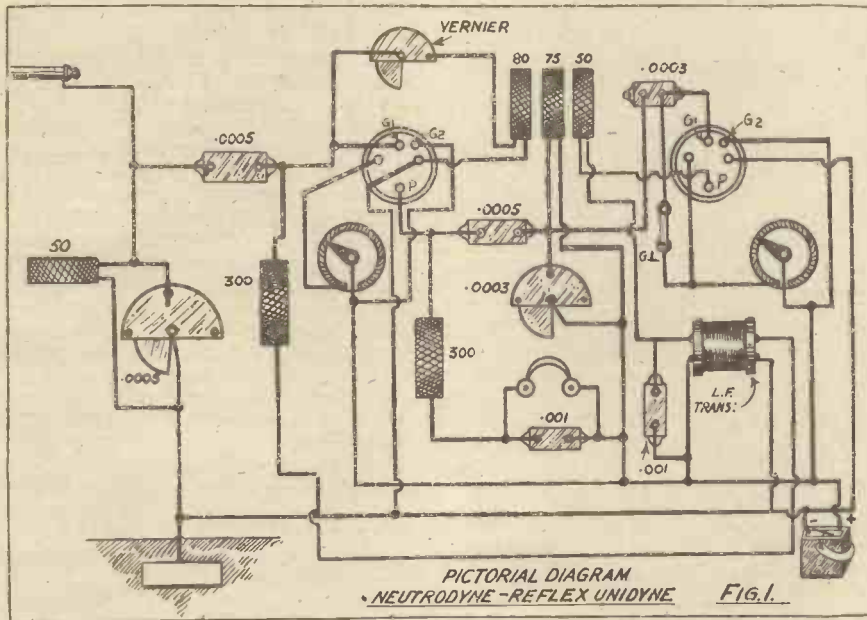 VERNIER
80 75 50
.0003
G1 G2
G1 G2
.0005
P
P
.0005
50
300
.0003
G.L
.0005
300
L.F.
TRANS:
.001
.001
- +
PICTORIAL DIAGRAM
NEUTRODYNE-REFLEX UNIDYNE FIG.1.